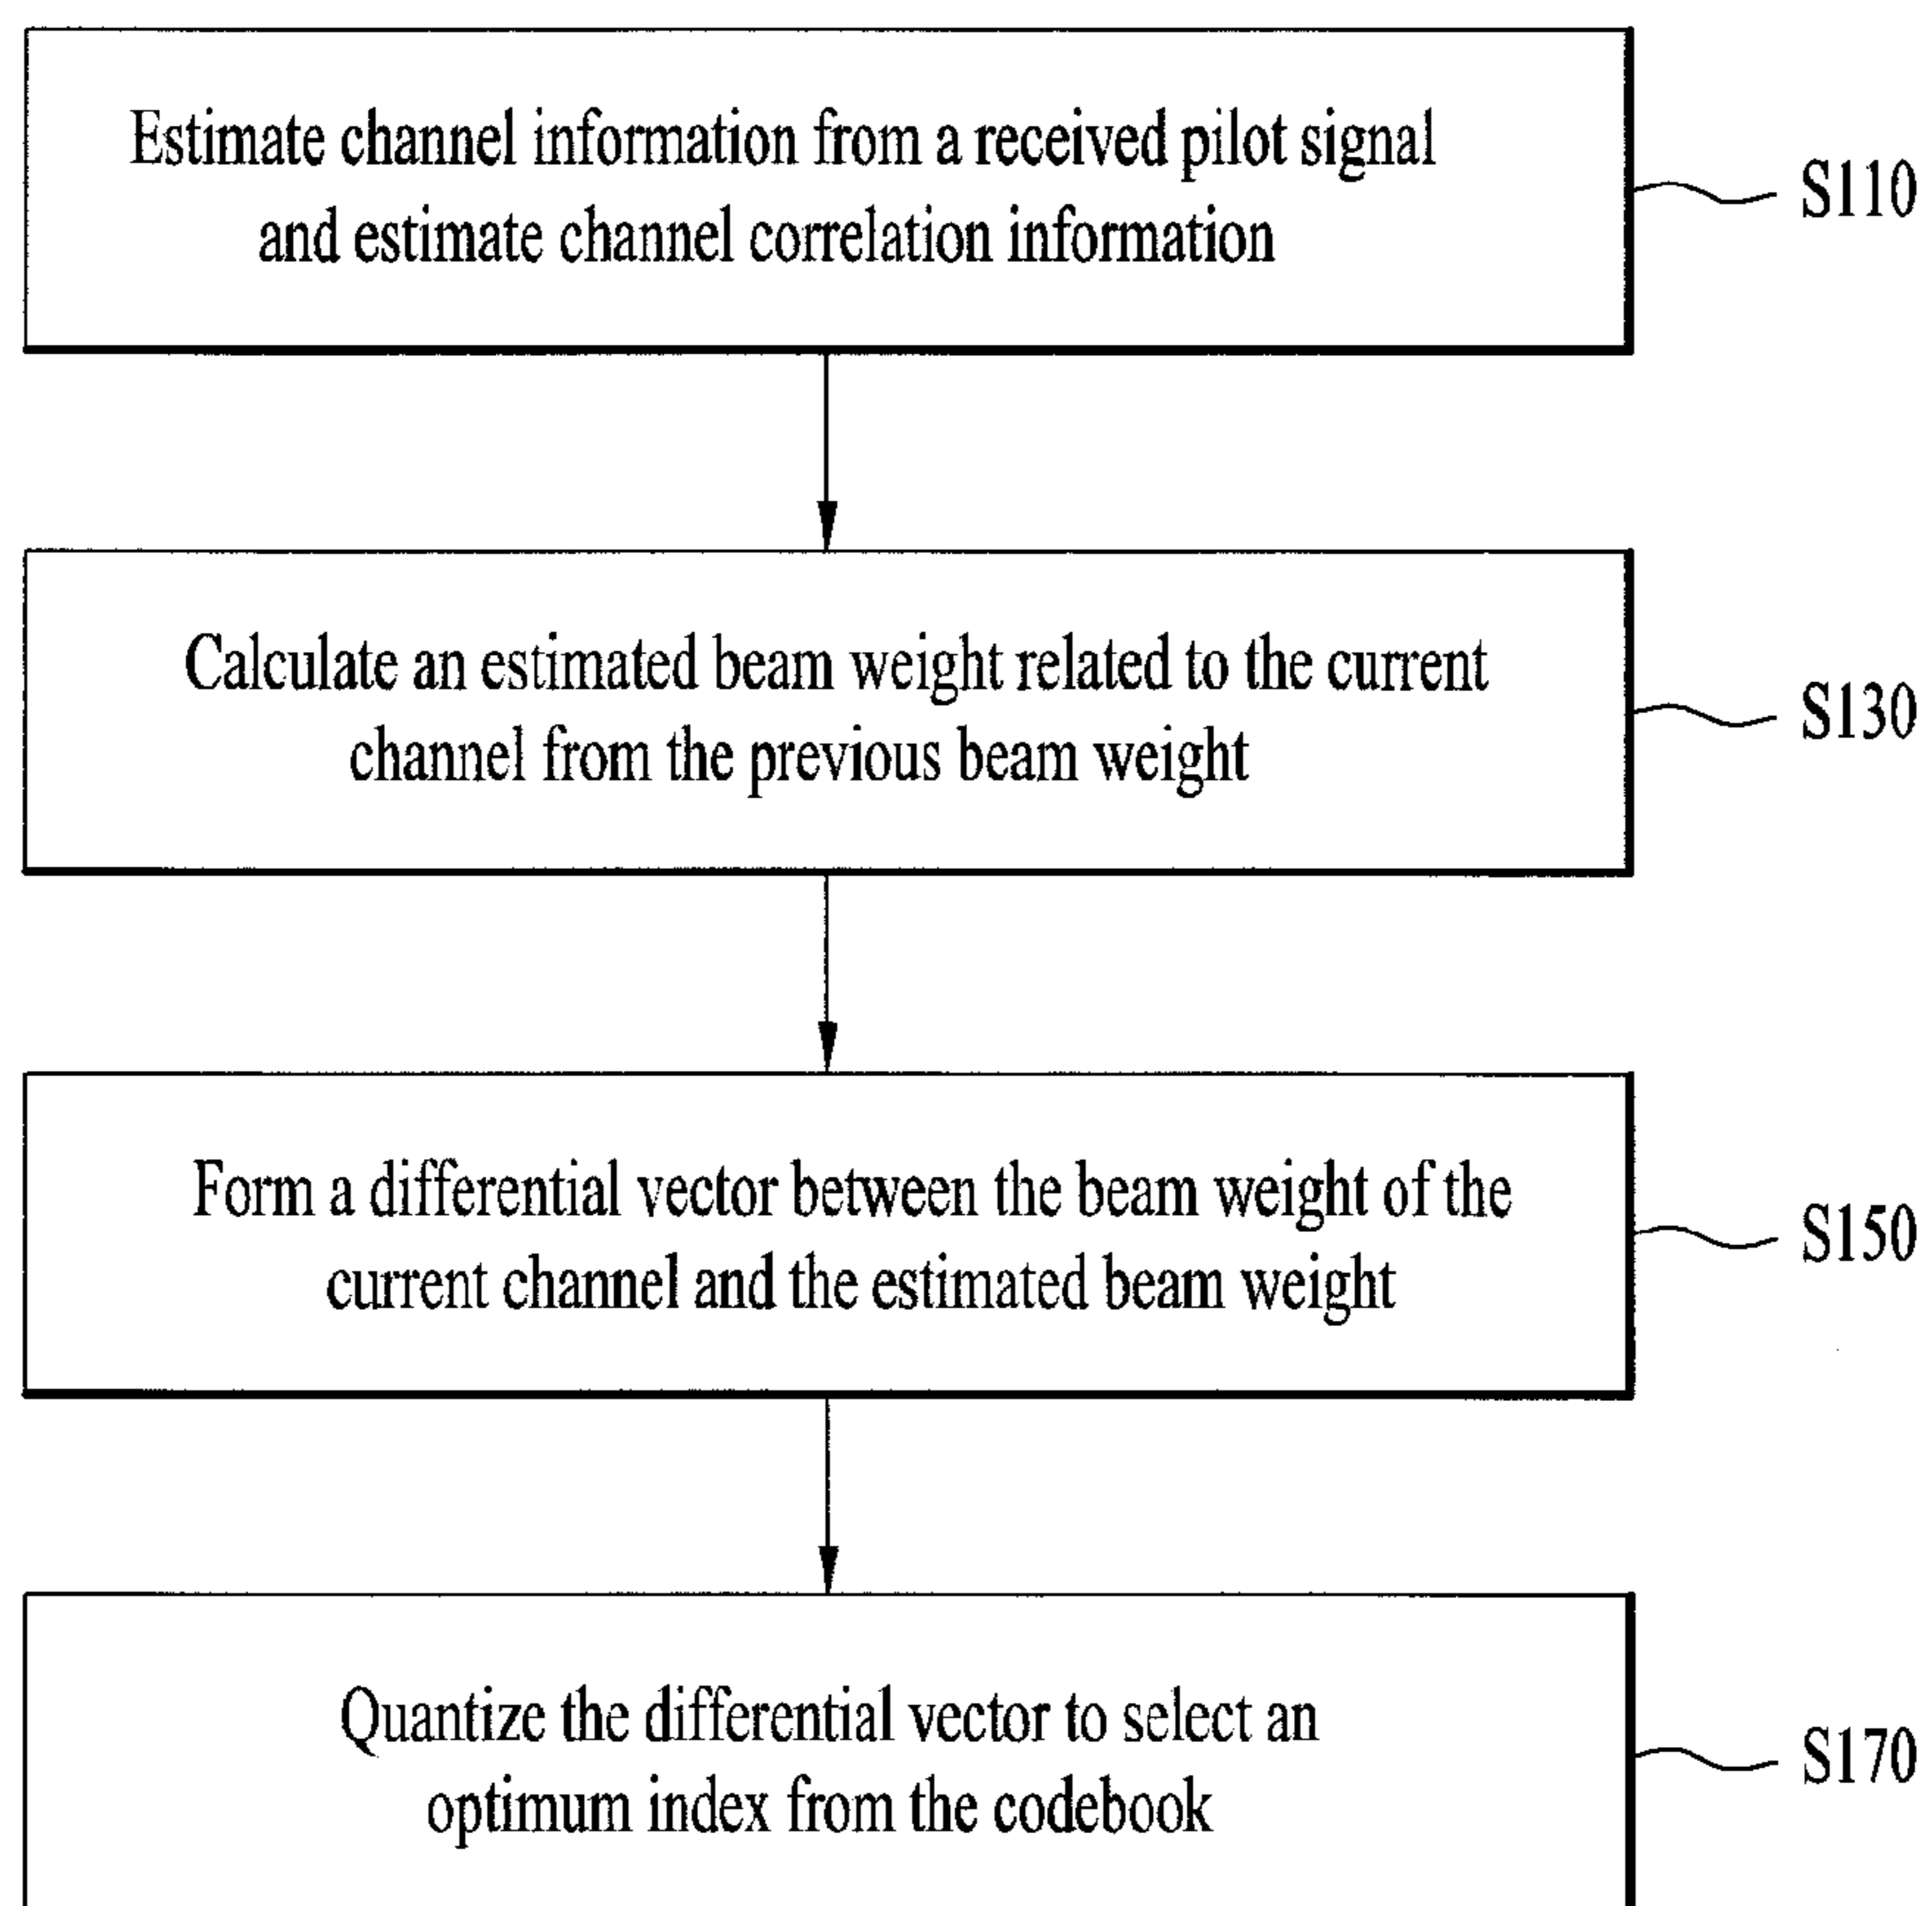 Estimate channel information from a received pilot signal
and estimate channel correlation information
S110
Calculate an estimated beam weight related to the current
channel from the previous beam weight
S130
Form a differential vector between the beam weight of the
current channel and the estimated beam weight
S150
Quantize the differential vector to select an
optimum index from the codebook
S170